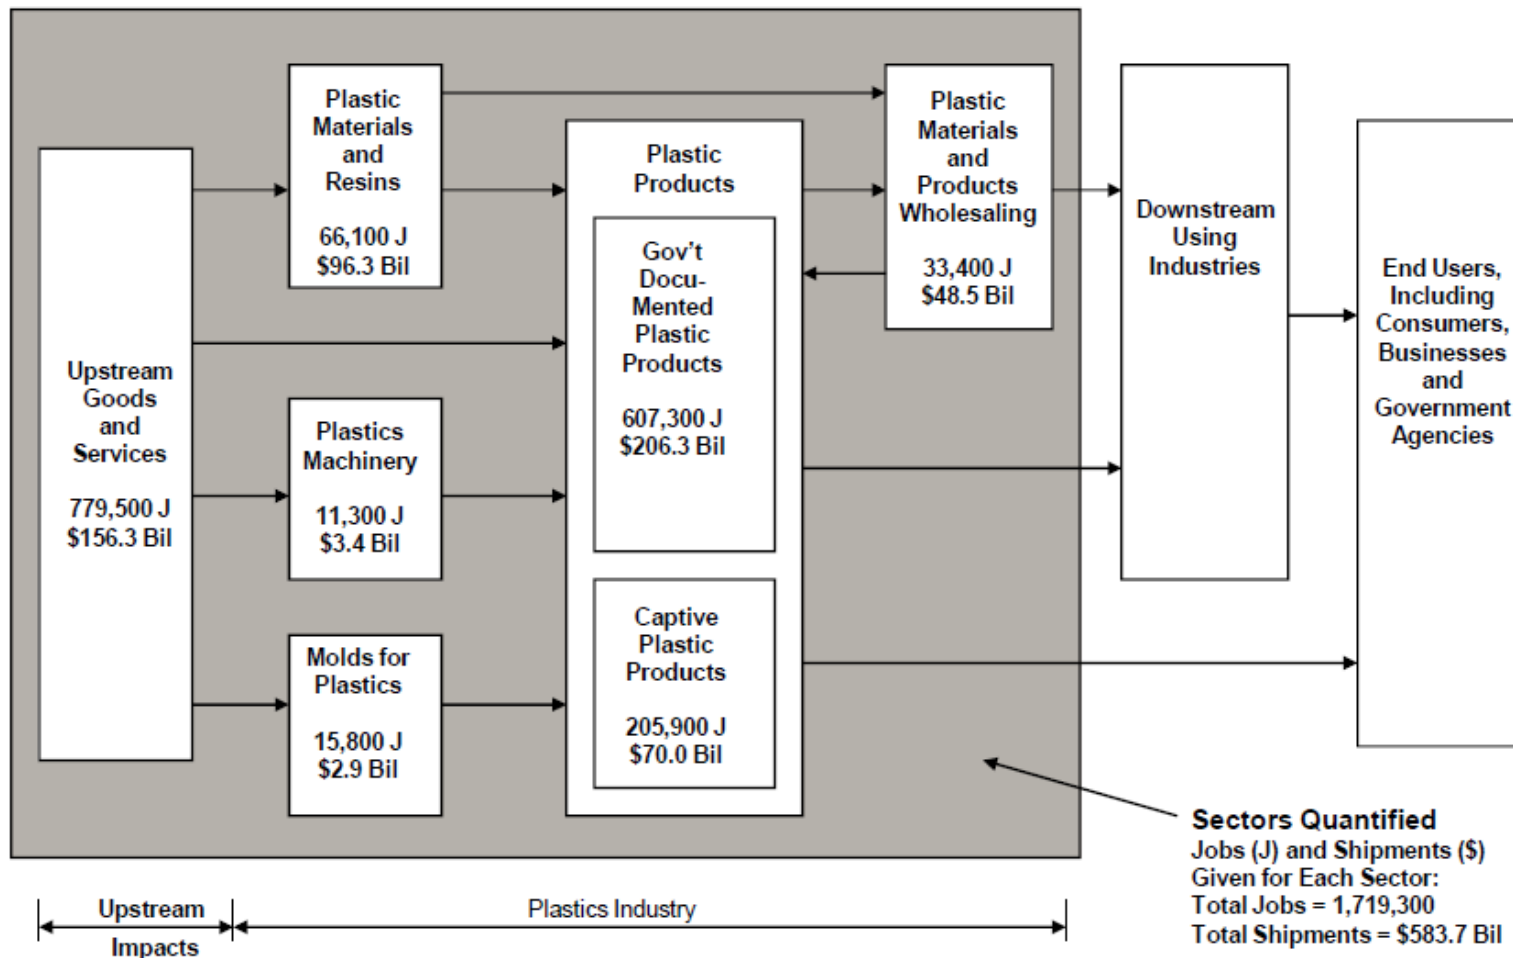 Plastic
Materials
and
Resins
66,100 J
$96.3 Bil
Plastic
Materials
and
Products
Wholesaling
33,400 J
$48.5 Bil
Plastic
Products
Gov't
Docu-
Mented
Plastic
Products
607,300 J
$206.3 Bil
Downstream
Using
Industries
End Users,
Including
Consumers,
Businesses
and
Government
Agencies
Upstream
Goods
and
Services
779,500 J
$156.3 Bil
Plastics
Machinery
11,300 J
$3.4 Bil
Molds for
Plastics
15,800 J
$2.9 Bil
Captive
Plastic
Products
205,900 J
$70.0 Bil
Sectors Quantified
Jobs (J) and Shipments ($)
Given for Each Sector:
Total Jobs = 1,719,300
Total Shipments = $583.7 Bil
Upstream
Impacts
Plastics Industry